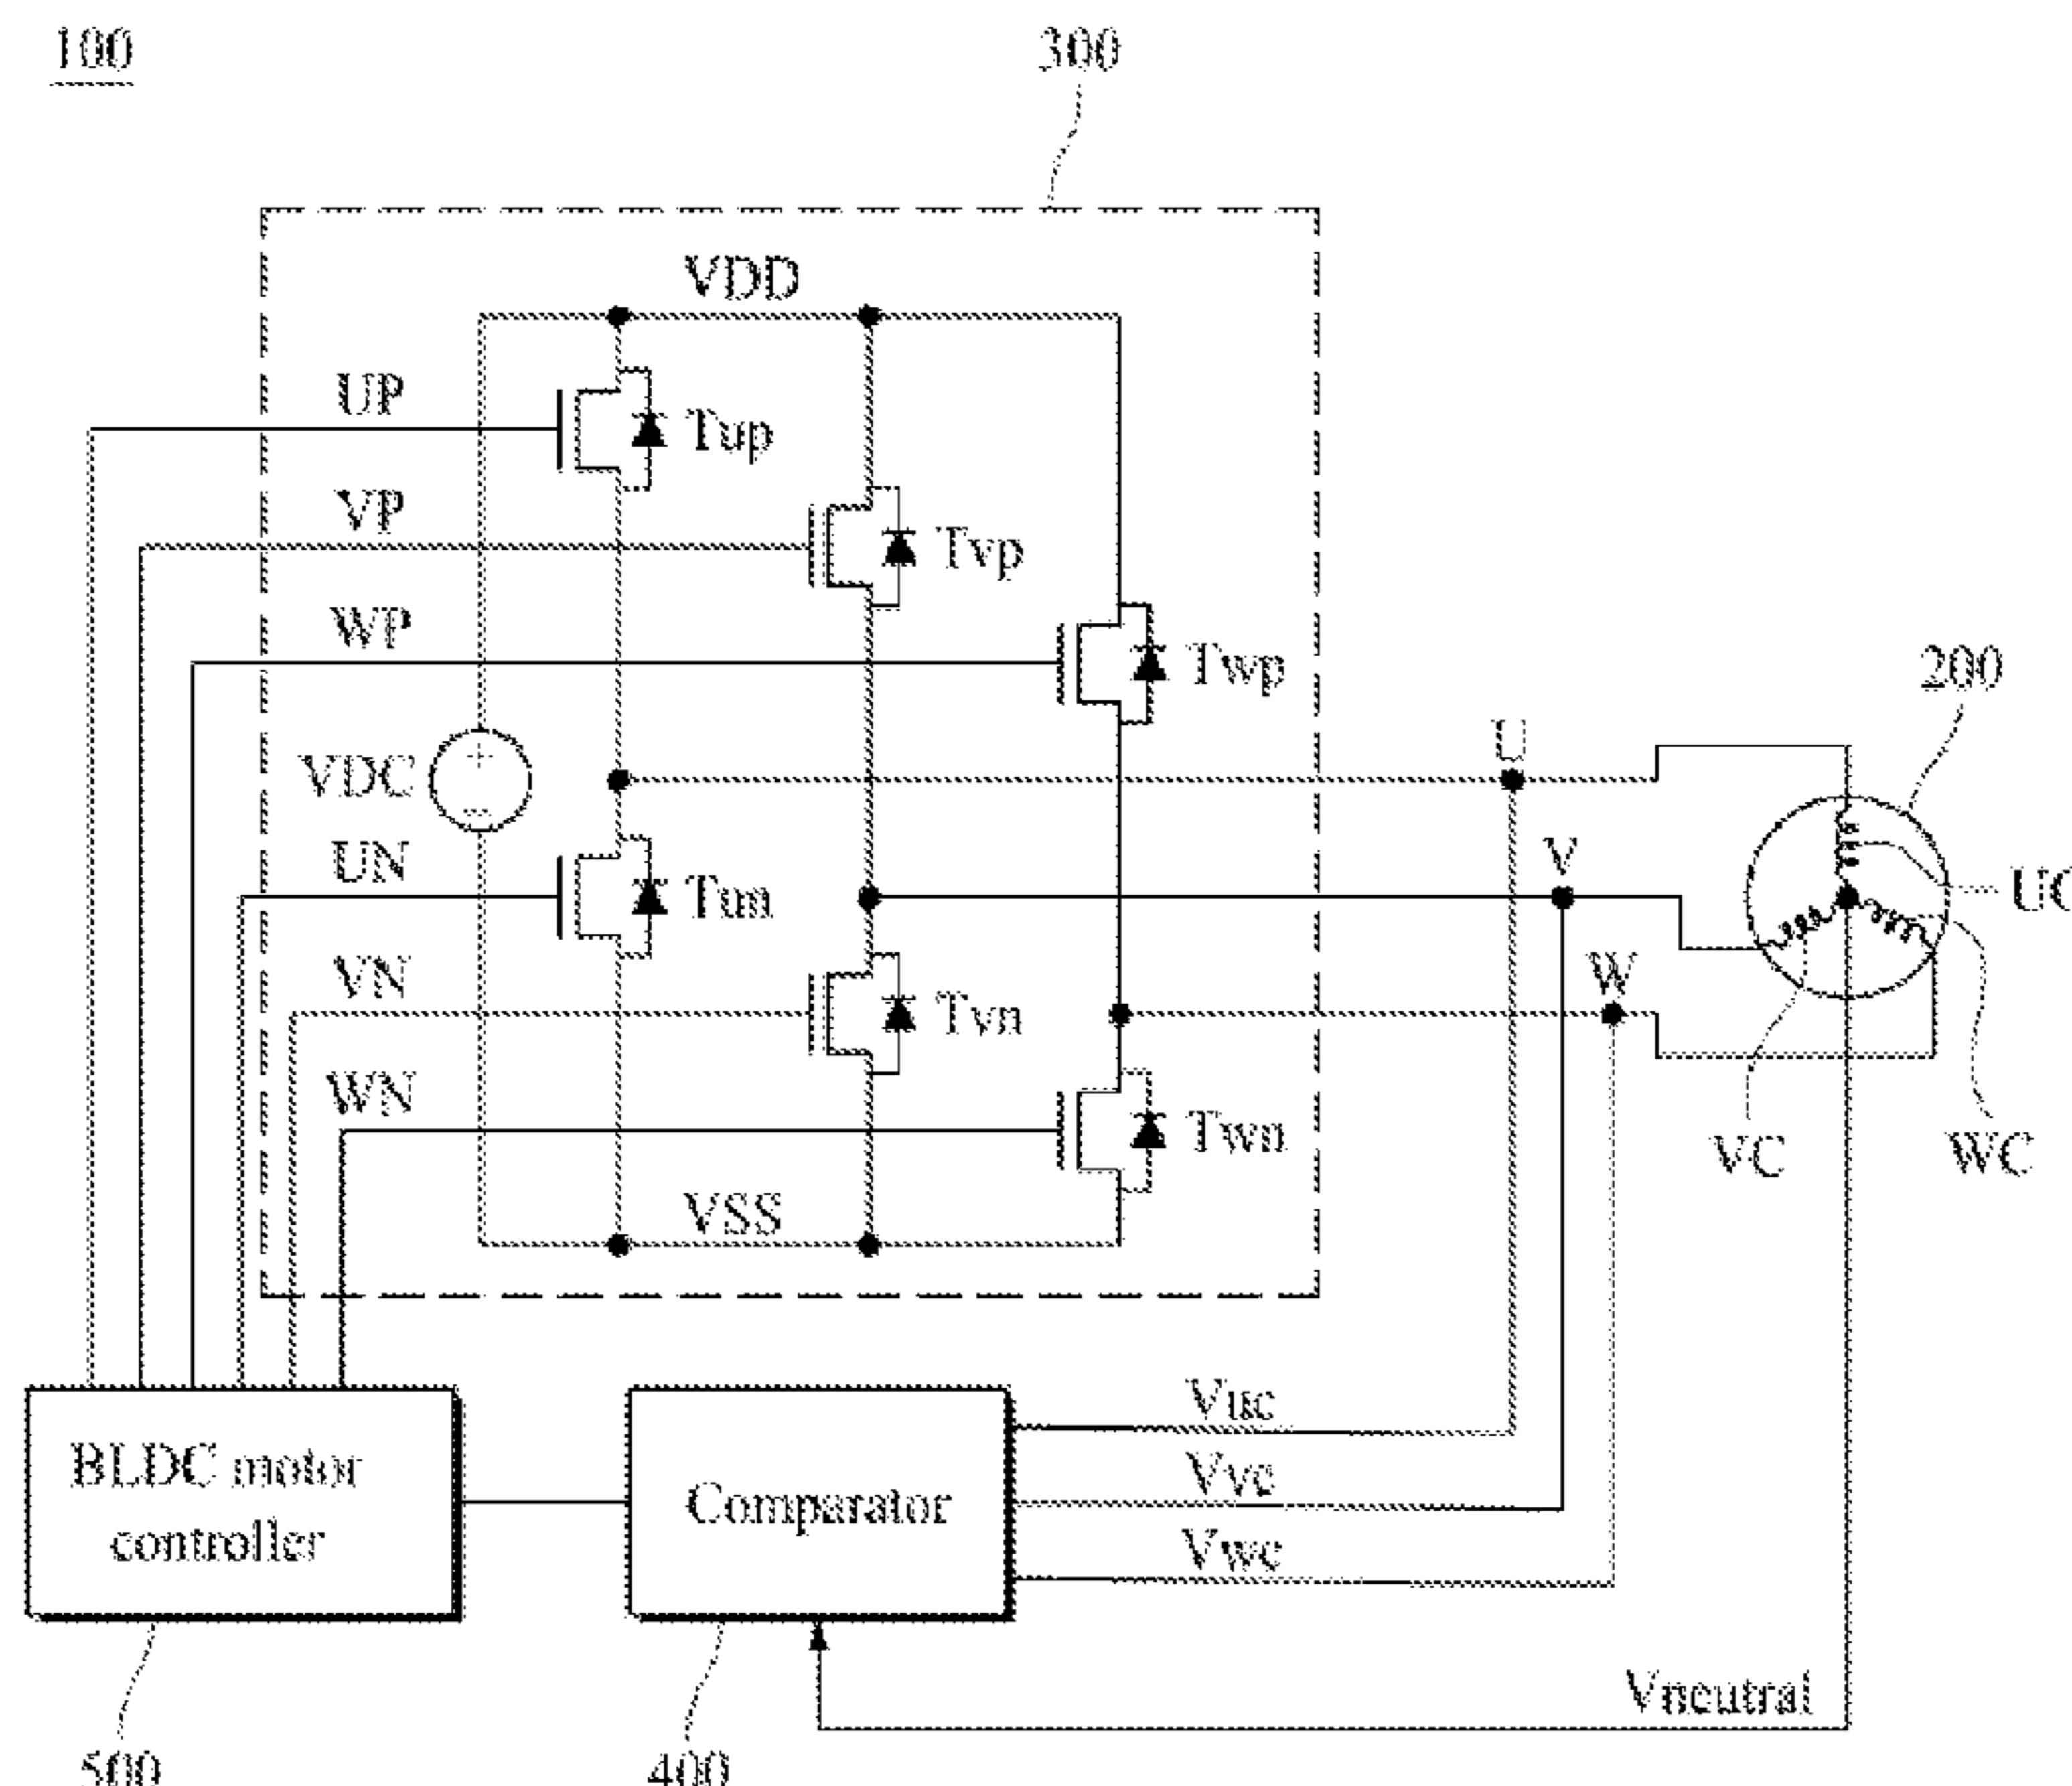 100
300
VDD
UP
Tup
VP
Tvp
WP
Twp
200
U
VDC
V
UN
Tun
VN
W
Tvn
WN
Twn
VC
WC
VSS
Vuc
BLDC motor
controller
Comparator
Vvc
Vwc
Vneutral
500
400